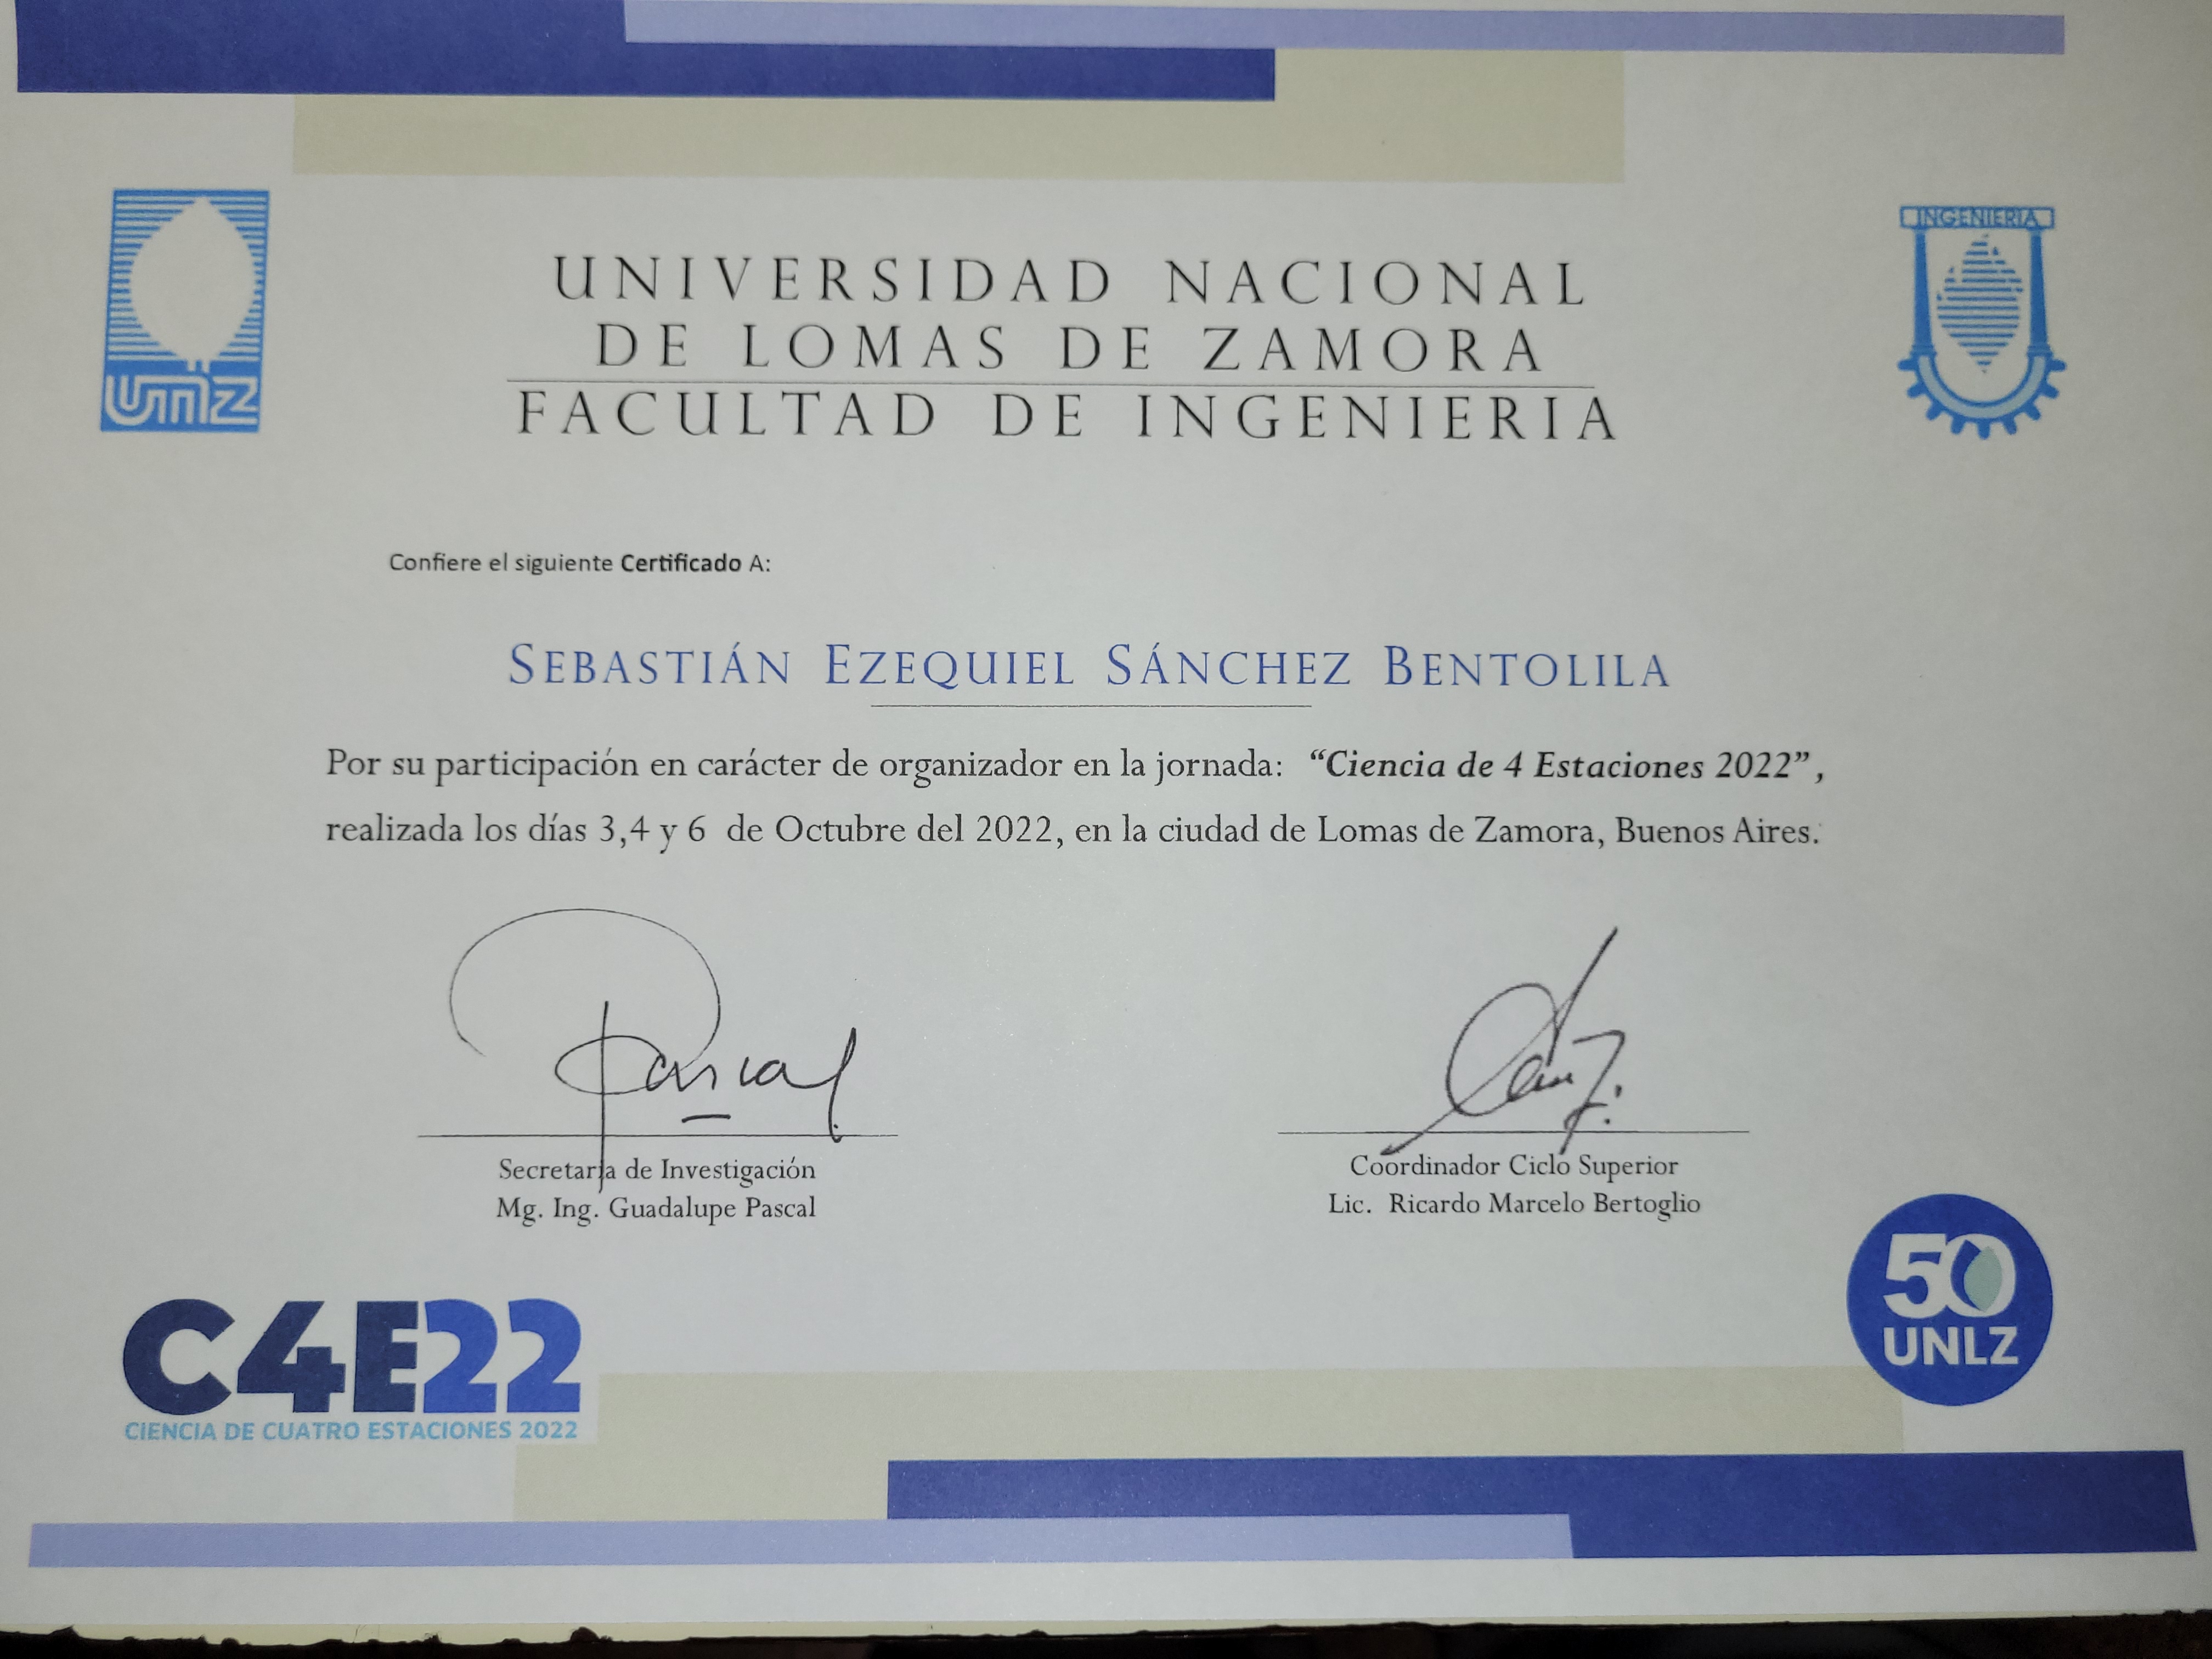 INGENIERIA
unlz
UNIVERSIDAD NACIONAL
DE LOMAS DE ZAMORA
FACULTAD DE INGENIERIA
Confiere el siguiente Certificado A:
SEBASTIÁN EZEQUIEL SÁNCHEZ BENTOLILA
Por su participación en carácter de organizador en la jornada: “Ciencia de 4 Estaciones 2022”,
realizada los días 3,4 y 6 de Octubre del 2022, en la ciudad de Lomas de Zamora, Buenos Aires.
Pascal
Secretaría de Investigación
Mg. Ing. Guadalupe Pascal
Coordinador Ciclo Superior
Lic. Ricardo Marcelo Bertoglio
C4E22
CIENCIA DE CUATRO ESTACIONES 2022
50
UNLZ